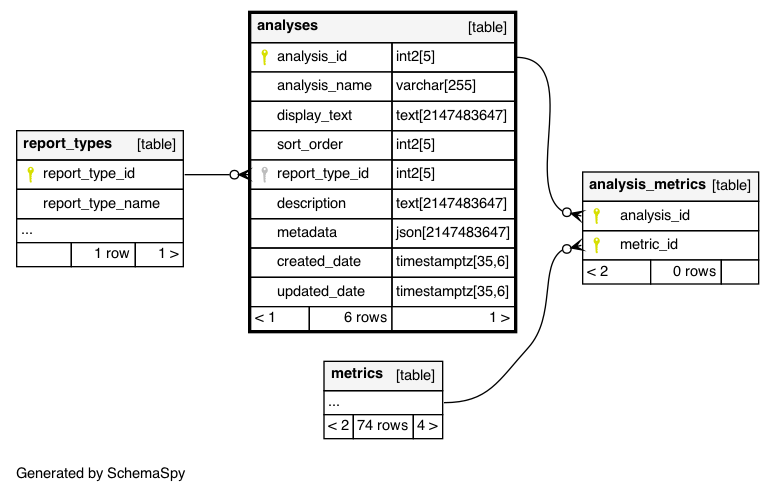 analyses [table]
analysis_id int2[5]
analysis_name varchar[255]
display_text text[2147483647]
sort_order int2[5]
report_type_id int2[5]
description text[2147483647]
metadata json[2147483647]
created_date timestamptz[35,6]
updated_date timestamptz[35,6]
< 1 6 rows 1 >
report_types [table]
report_type_id
report_type_name
...
1 row 1 >
analysis_metrics [table]
analysis_id
metric_id
< 2 0 rows
metrics [table]
...
< 2 74 rows 4 >
Generated by SchemaSpy